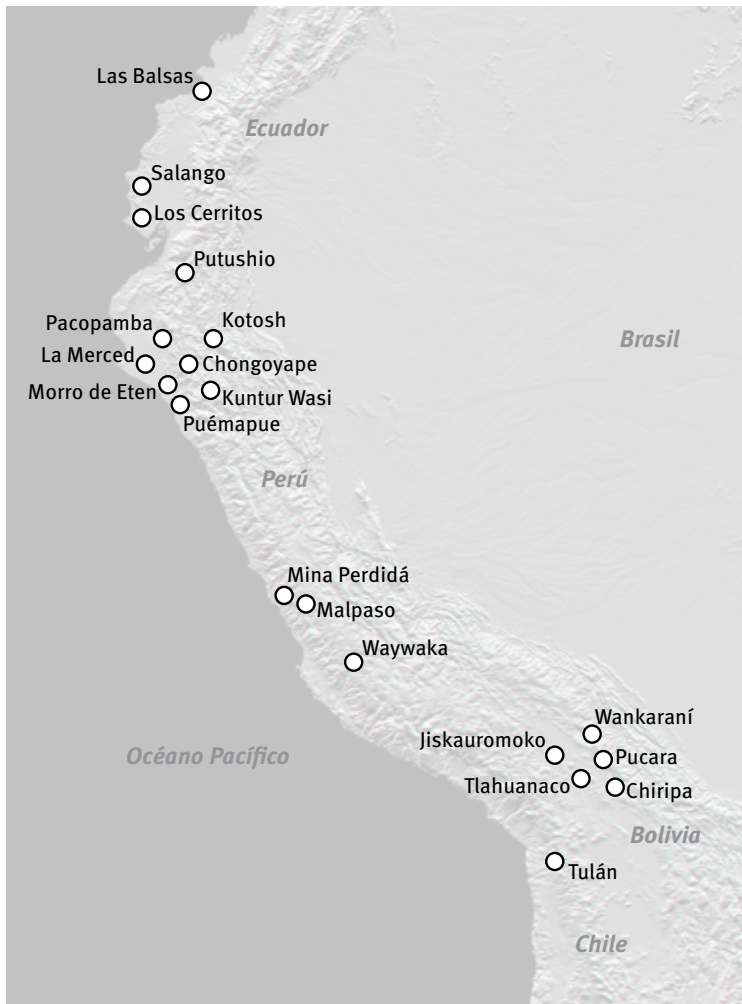 Las Balsas
Ecuador
Salango
Los Cerritos
Putushio
Pacopamba
Kotosh
Brasil
La Merced
Chongoyape
Morro de Eten
Kuntur Wasi
Puémapue
Perú
Mina Perdidá
Malpaso
Waywaka
Wankaraní
Jiskauromoko
Océano Pacífico
Pucara
Tlahuanaco
Chiripa
Bolivia
Tulán
Chile